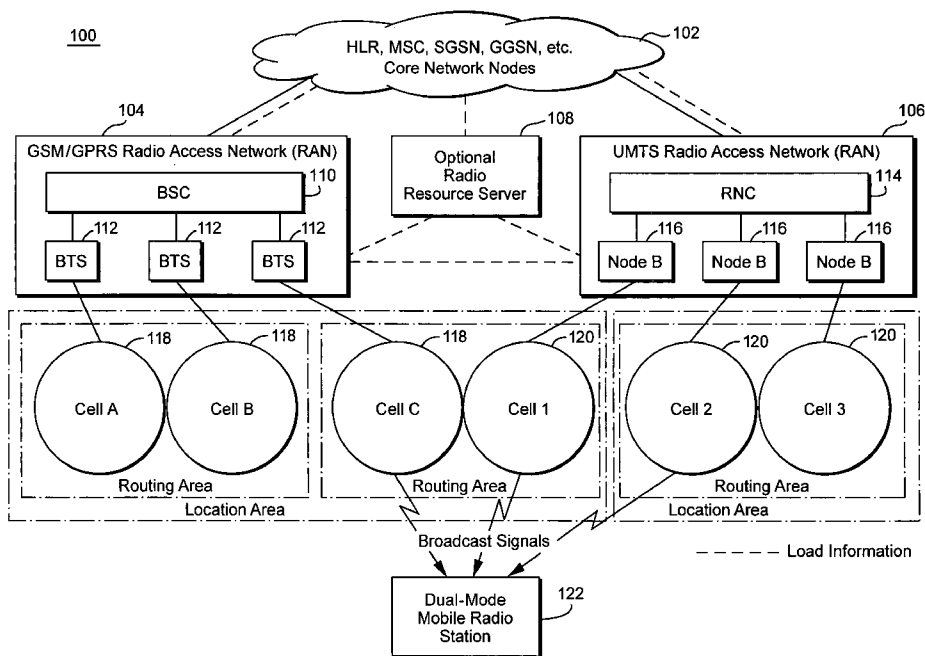 100
102
HLR, MSC, SGSN, GGSN, etc.
Core Network Nodes
104
108
106
GSM/GPRS Radio Access Network (RAN)
Optional
Radio
Resource Server
UMTS Radio Access Network (RAN)
110
BSC
114
RNC
112
112
112
116
116
116
BTS
BTS
BTS
Node B
Node B
Node B
118
118
118
120
120
120
Cell A
Cell B
Cell C
Cell 1
Cell 2
Cell 3
Routing Area
Routing Area
Routing Area
Location Area
Location Area
Broadcast Signals
Load Information
Dual-Mode
Mobile Radio
Station
122